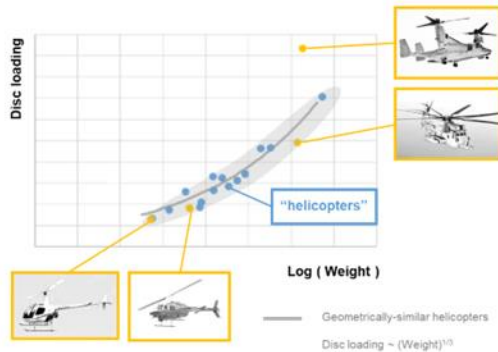 Disc loading
“helicopters”
Log ( Weight )
Geometrically-similar helicopters
Disc loading ~ (Weight)¹/³